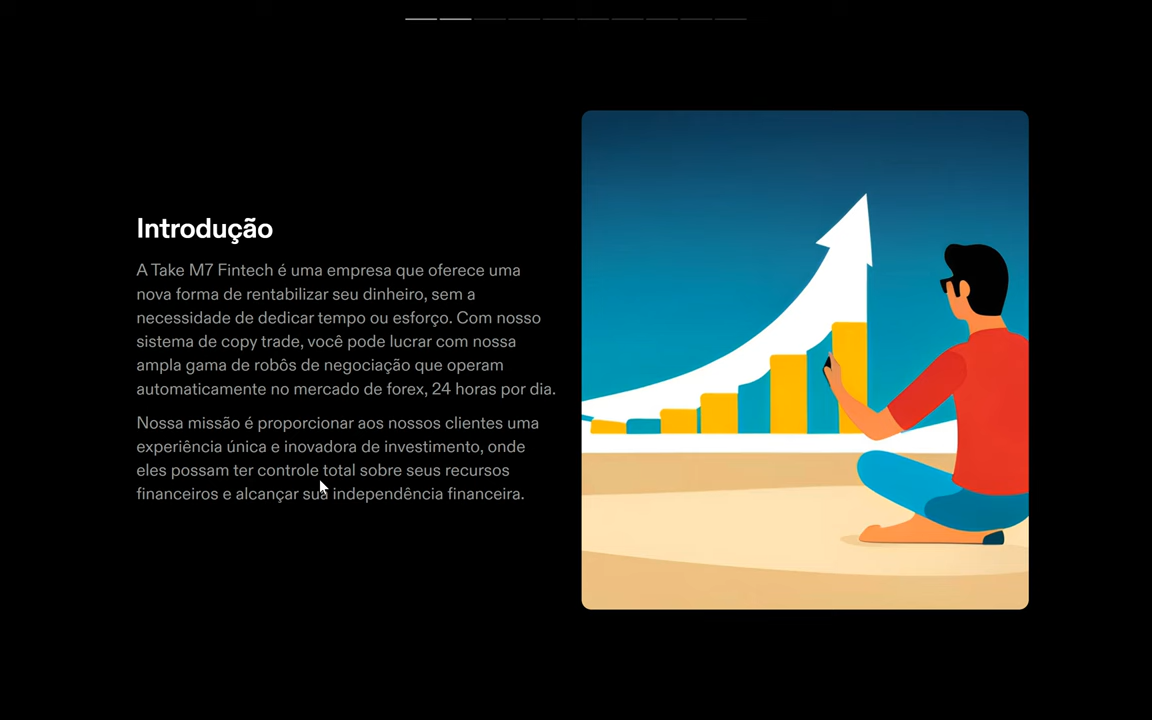 Introdução
A Take M7 Fintech é uma empresa que oferece uma
nova forma de rentabilizar seu dinheiro, sem a
necessidade de dedicar tempo ou esforço. Com nosso
sistema de copy trade, você pode lucrar com nossa
ampla gama de robôs de negociação que operam
automaticamente no mercado de forex, 24 horas por dia.
Nossa missão é proporcionar aos nossos clientes uma
experiência única e inovadora de investimento, onde
eles possam ter controle total sobre seus recursos
financeiros e alcançar sua independência financeira.